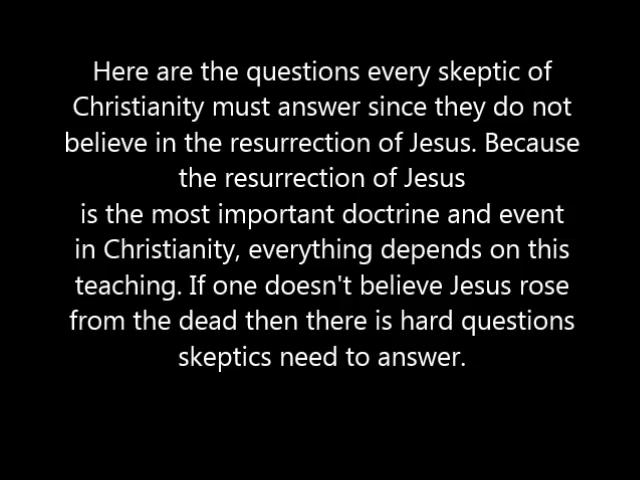 Here are the questions every skeptic of
Christianity must answer since they do not
believe in the resurrection of Jesus. Because
the resurrection of Jesus
is the most important doctrine and event
in Christianity, everything depends on this
teaching. If one doesn't believe Jesus rose
from the dead then there is hard questions
skeptics need to answer.